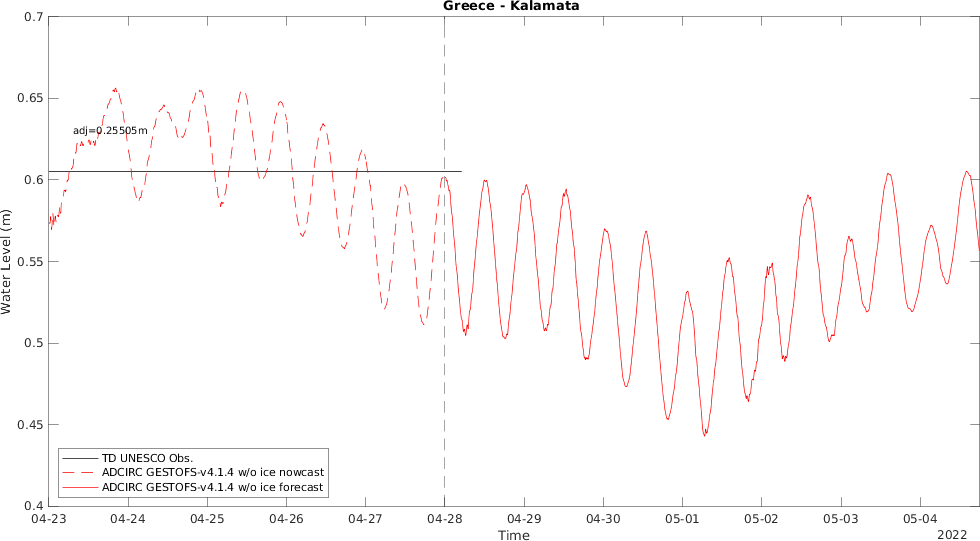 Greece - Kalamata
0.7
0.65
0.6
0.55
0.5
0.45
0.4
Water Level (m)
adj=0.25505m
TD UNESCO Obs.
ADCIRC GESTOFS-v4.1.4 w/o ice nowcast
ADCIRC GESTOFS-v4.1.4 w/o ice forecast
04-23 04-24 04-25 04-26 04-27 04-28 04-29 04-30 05-01 05-02 05-03 05-04
Time
2022